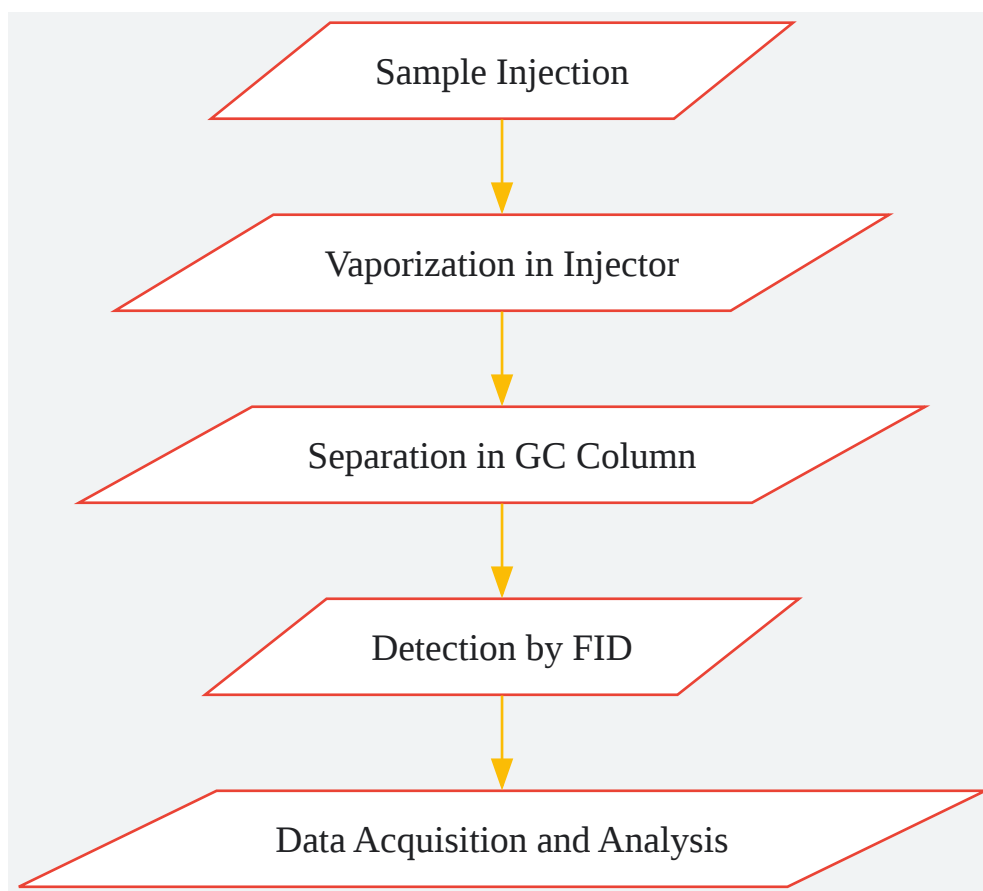 Sample Injection
Vaporization in Injector
Separation in GC Column
Detection by FID
Data Acquisition and Analysis